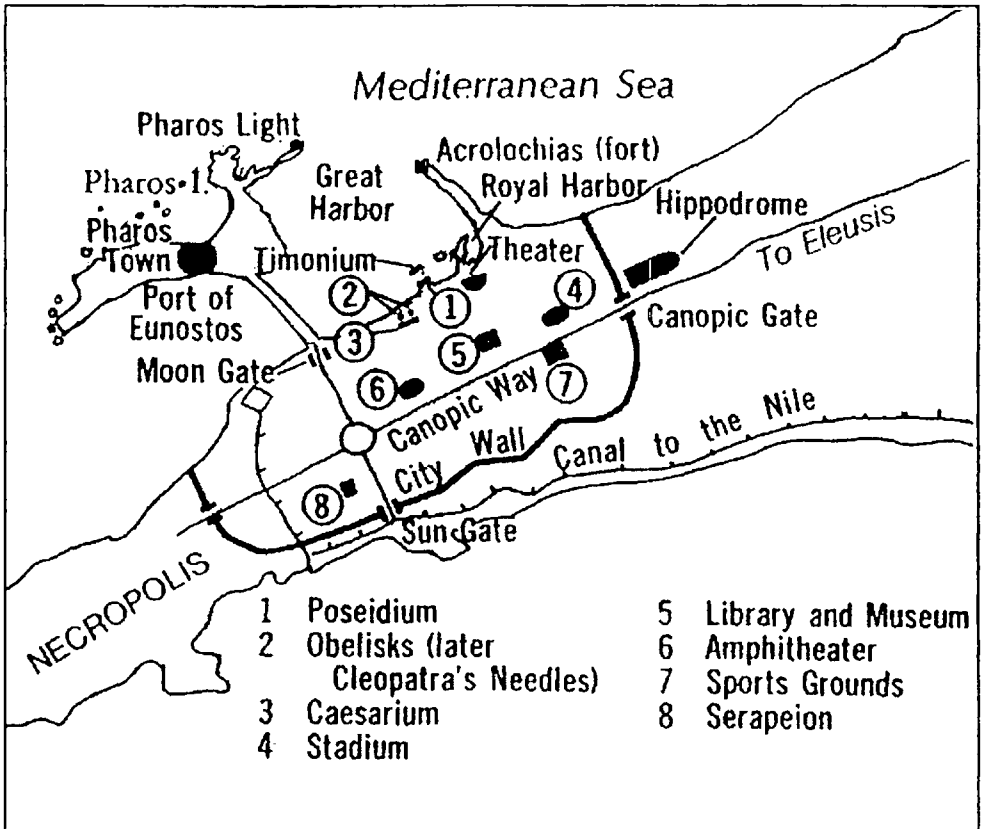 Mediterranean Sea
Pharos Light
Acrolochias (fort)
Pharos I.
Great
Harbor
Royal Harbor
Hippodrome
Pharos
Town
Timonium
Theater
To Eleusis
Port of
Eunostos
2
1
4
Canopic Gate
3
5
Moon Gate
6
7
Canopic Way
City Wall
Canal to the Nile
8
Sun Gate
NECROPOLIS
1 Poseidium
2 Obelisks (later
Cleopatra's Needles)
3 Caesarium
4 Stadium
5 Library and Museum
6 Amphitheater
7 Sports Grounds
8 Serapeion